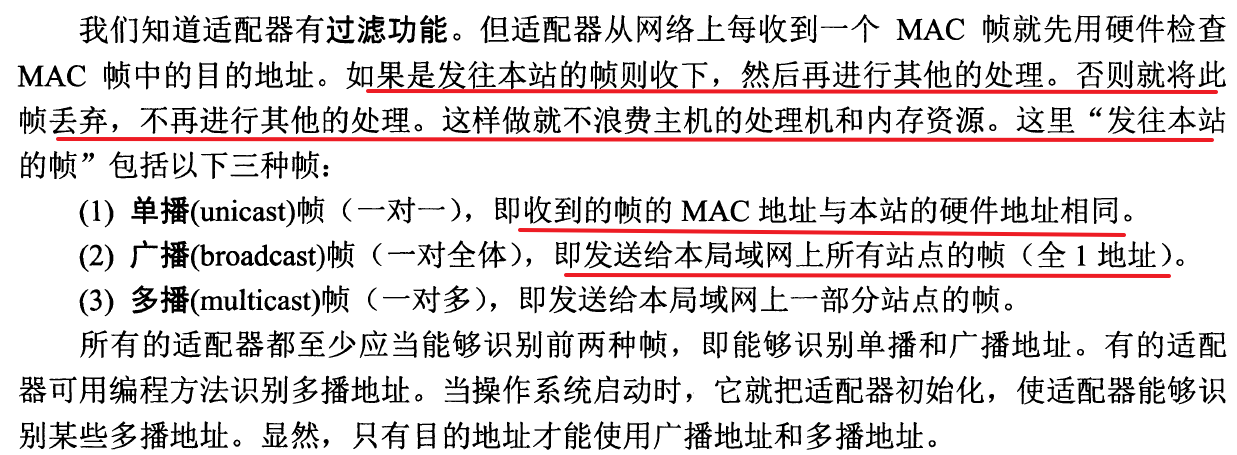 我们知道适配器有过滤功能。但适配器从网络上每收到一个 MAC 帧就先用硬件检查
MAC 帧中的目的地址。如果是发往本站的帧则收下，然后再进行其他的处理。否则就将此
帧丢弃，不再进行其他的处理。这样做就不浪费主机的处理机和内存资源。这里“发往本站
的帧”包括以下三种帧：
(1) 单播(unicast)帧（一对一），即收到的帧的 MAC 地址与本站的硬件地址相同。
(2) 广播(broadcast)帧（一对全体），即发送给本局域网上所有站点的帧（全 1 地址）。
(3) 多播(multicast)帧（一对多），即发送给本局域网上一部分站点的帧。
所有的适配器都至少应当能够识别前两种帧，即能够识别单播和广播地址。有的适配
器可用编程方法识别多播地址。当操作系统启动时，它就把适配器初始化，使适配器能够识
别某些多播地址。显然，只有目的地址才能使用广播地址和多播地址。